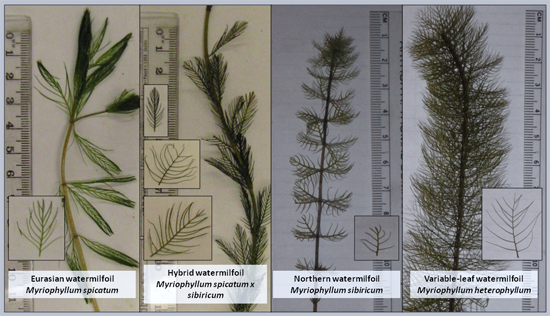 Eurasian watermilfoil
Myriophyllum spicatum
Hybrid watermilfoil
Myriophyllum spicatum x
sibiricum
Northern watermilfoil
Myriophyllum sibiricum
Variable-leaf watermilfoil
Myriophyllum heterophyllum